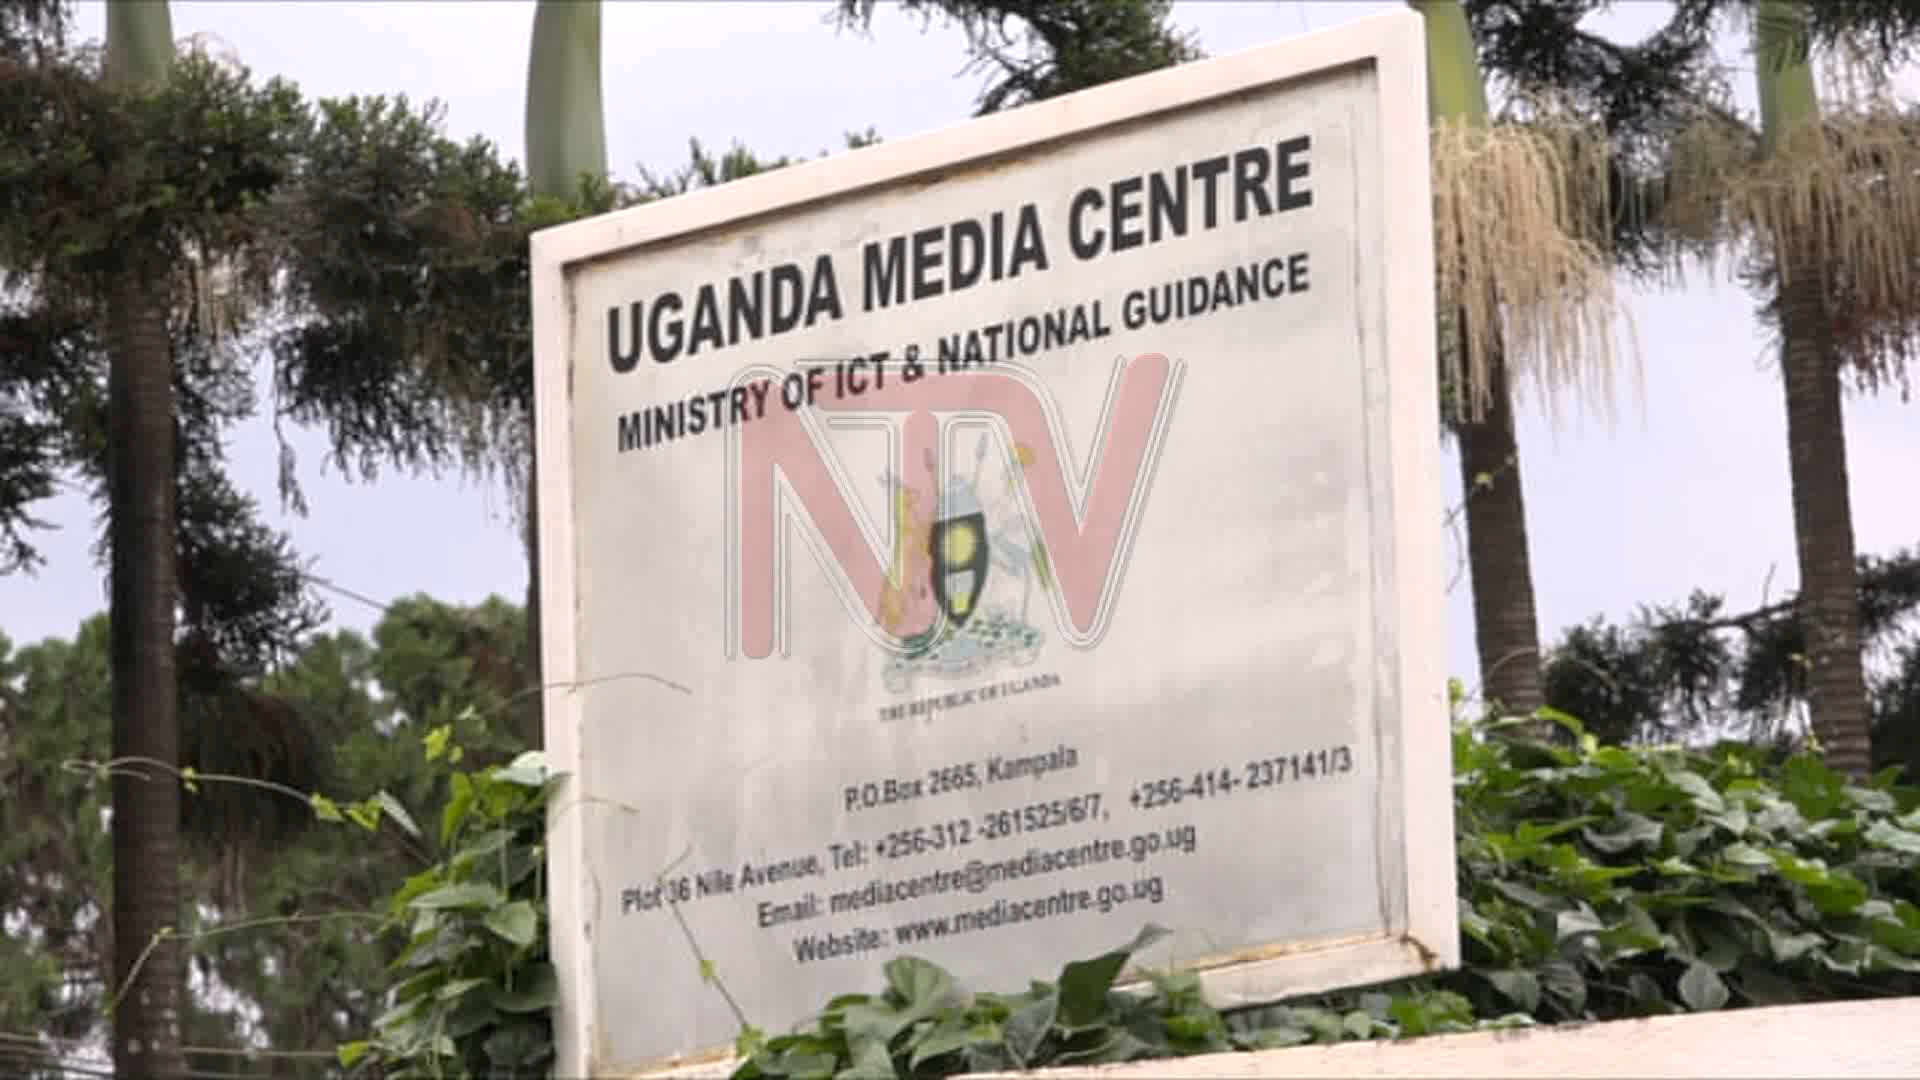 UGANDA MEDIA CENTRE
MINISTRY OF ICT & NATIONAL GUIDANCE
NTV
THE REPUBLIC OF UGANDA
P.O.Box 2665, Kampala
Plot 36 Nile Avenue, Tel: +256-312 -261525/6/7, +256-414- 237141/3
Email: mediacentre@mediacentre.go.ug
Website: www.mediacentre.go.ug